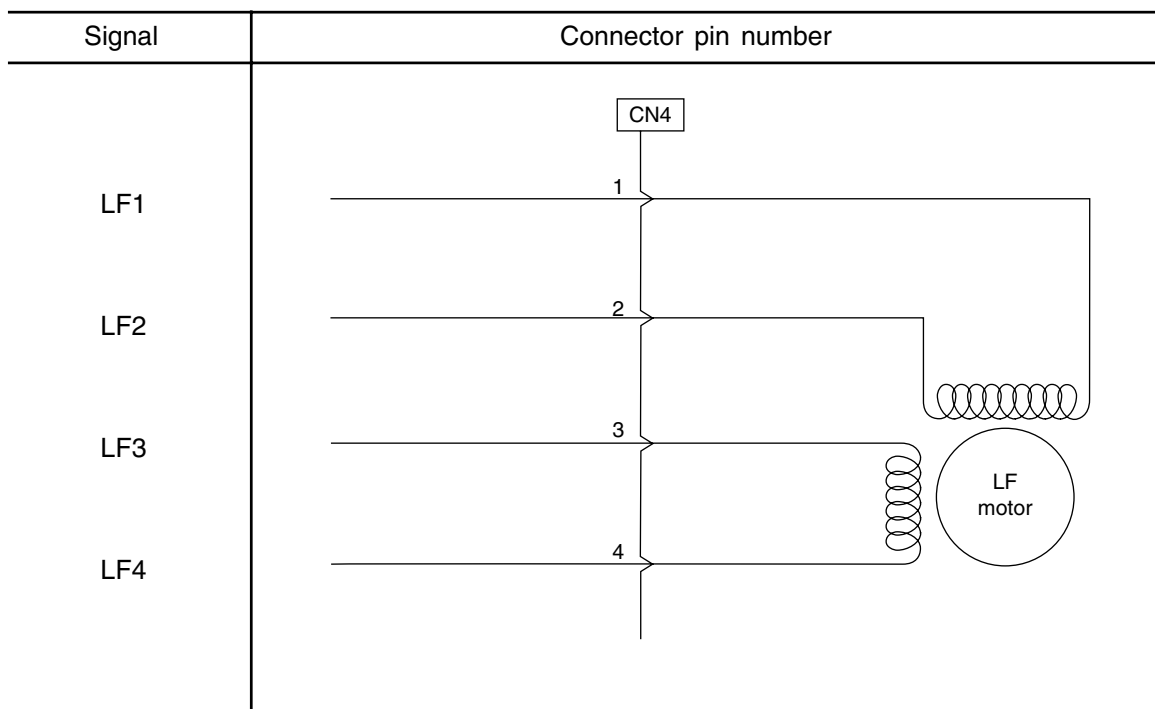 Signal Connector pin number
CN4
LF1 1
LF2 2
LF3 3
LF
motor
LF4 4